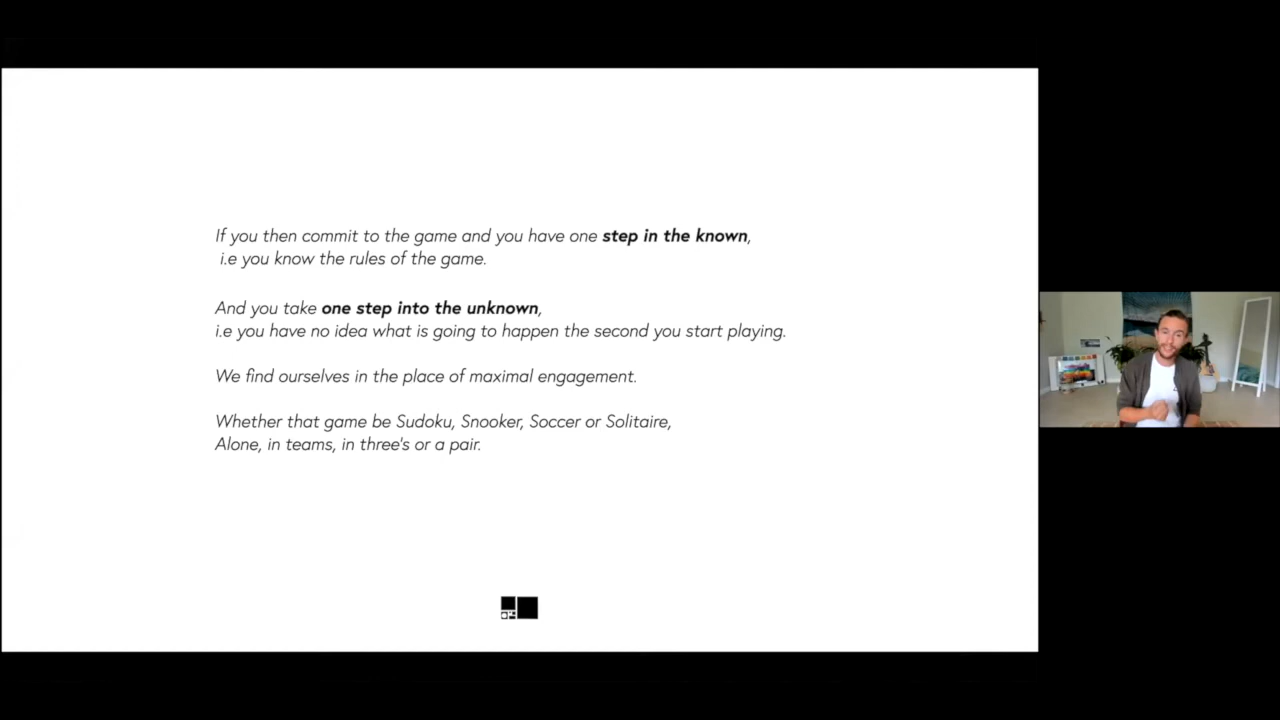 If you then commit to the game and you have one step in the known,
i.e you know the rules of the game.
And you take one step into the unknown,
i.e you have no idea what is going to happen the second you start playing.
We find ourselves in the place of maximal engagement.
Whether that game be Sudoku, Snooker, Soccer or Solitaire,
Alone, in teams, in three's or a pair.